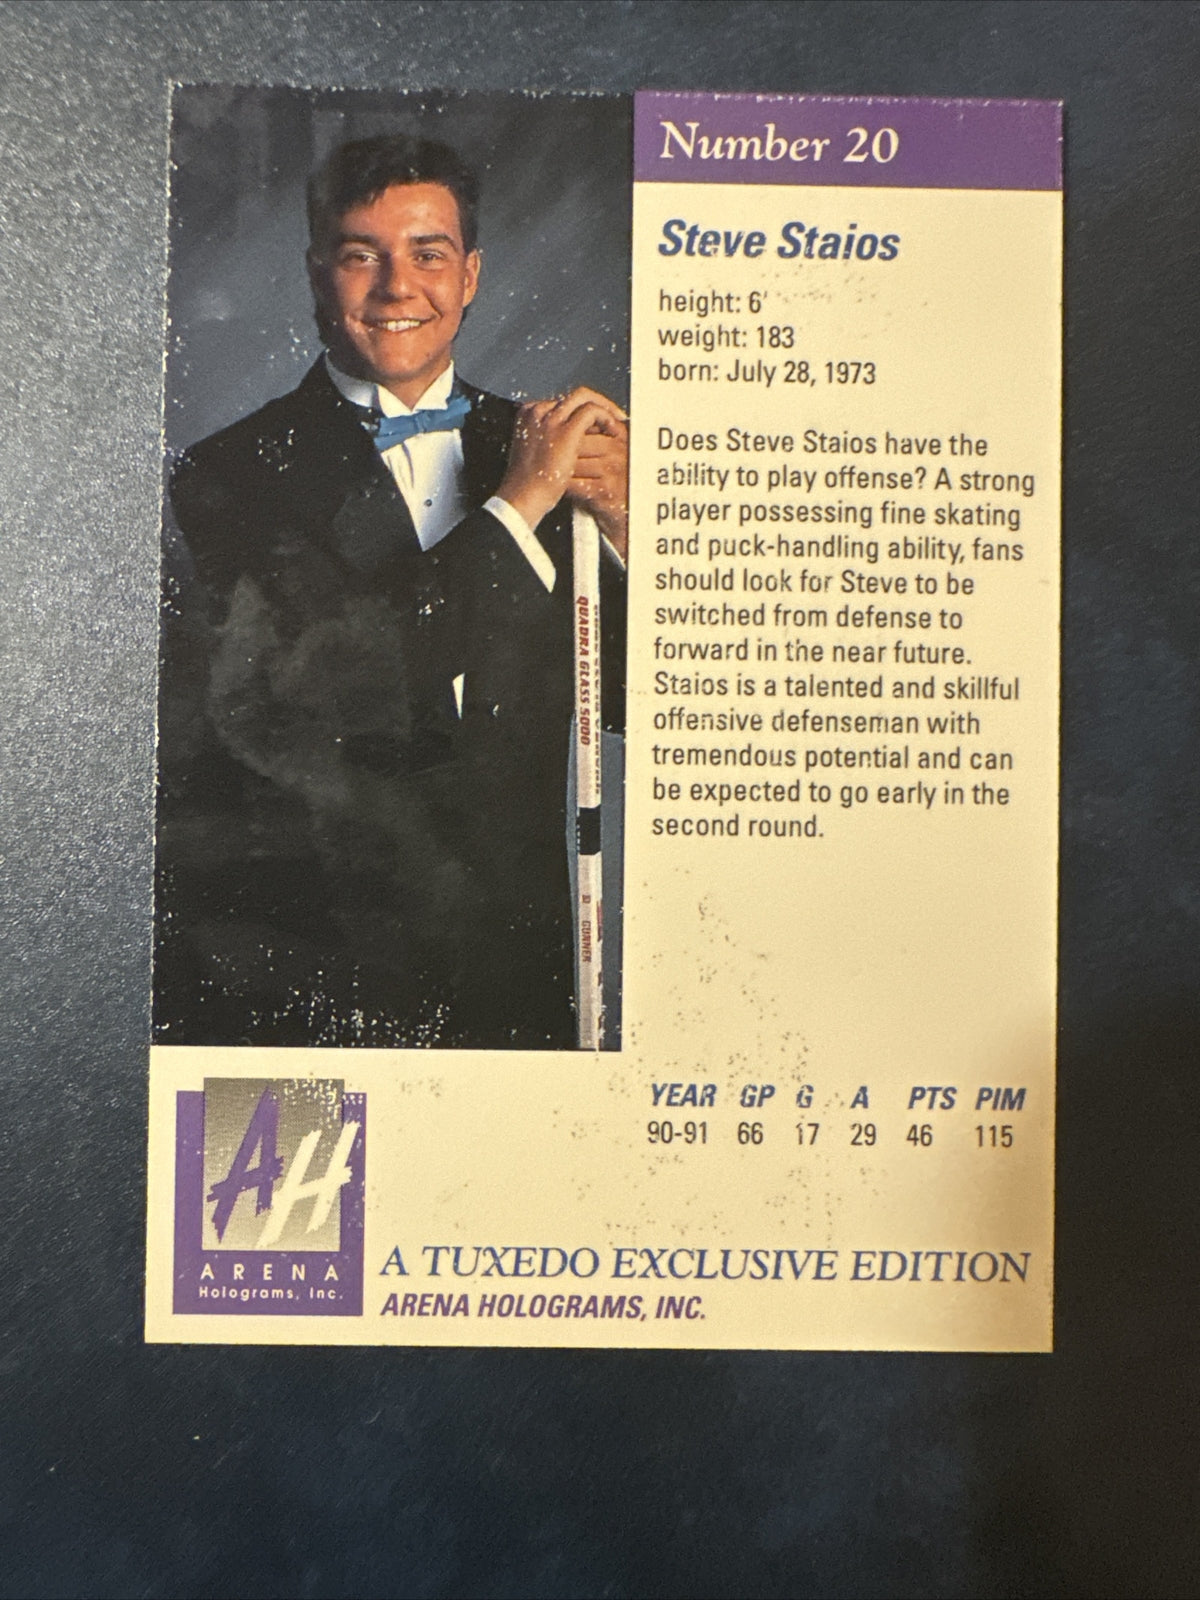 Number 20
Steve Staios
height: 6'
weight: 183
born: July 28, 1973
Does Steve Staios have the
ability to play offense? A strong
player possessing fine skating
and puck-handling ability, fans
should look for Steve to be
switched from defense to
forward in the near future.
Staios is a talented and skillful
offensive defenseman with
tremendous potential and can
be expected to go early in the
second round.
QUADRA GLASS 5000
GUNNER
YEAR GP G A PTS PIM
90-91 66 17 29 46 115
AH
ARENA
Holograms, Inc.
A TUXEDO EXCLUSIVE EDITION
ARENA HOLOGRAMS, INC.